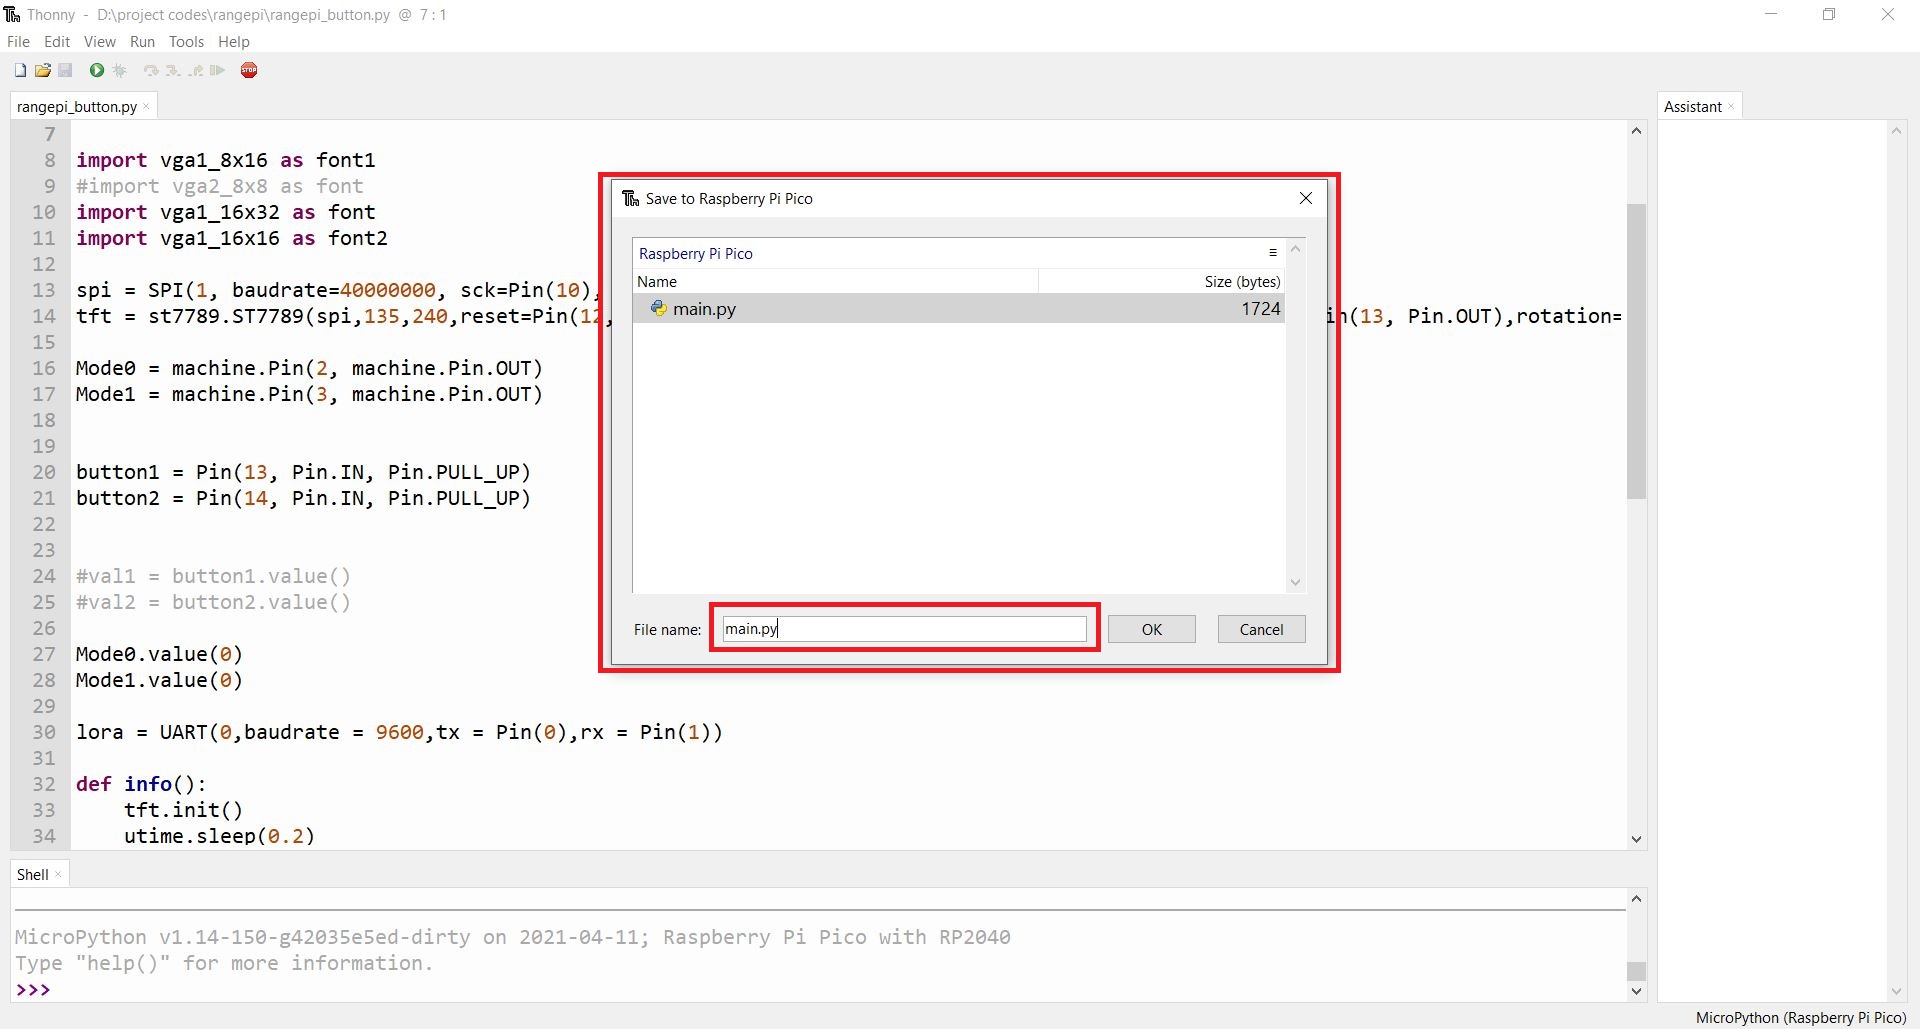 Thonny - D:\project codes\rangepi\rangepi_button.py @ 7 : 1
File Edit View Run Tools Help
STOP
rangepi_button.py ×
Assistant ×
7
8 import vga1_8x16 as font1
9 #import vga2_8x8 as font
10 import vga1_16x32 as font
11 import vga1_16x16 as font2
12
13 spi = SPI(1, baudrate=40000000, sck=Pin(10),
14 tft = st7789.ST7789(spi,135,240,reset=Pin(12, in(13, Pin.OUT),rotation=
15
16 Mode0 = machine.Pin(2, machine.Pin.OUT)
17 Mode1 = machine.Pin(3, machine.Pin.OUT)
18
19
20 button1 = Pin(13, Pin.IN, Pin.PULL_UP)
21 button2 = Pin(14, Pin.IN, Pin.PULL_UP)
22
23
24 #val1 = button1.value()
25 #val2 = button2.value()
26
27 Mode0.value(0)
28 Mode1.value(0)
29
30 lora = UART(0,baudrate = 9600,tx = Pin(0),rx = Pin(1))
31
32 def info():
33 tft.init()
34 utime.sleep(0.2)
Save to Raspberry Pi Pico
Raspberry Pi Pico
Name Size (bytes)
main.py 1724
File name: main.py OK Cancel
Shell ×
MicroPython v1.14-150-g42035e5ed-dirty on 2021-04-11; Raspberry Pi Pico with RP2040
Type "help()" for more information.
>>>
MicroPython (Raspberry Pi Pico)